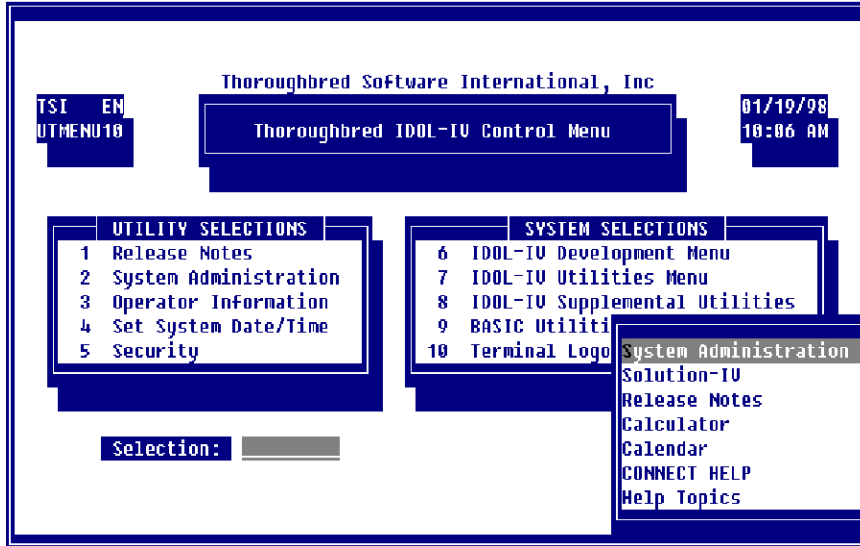 Thoroughbred Software International, Inc
TSI EN
01/19/98
UTMENU10
Thoroughbred IDOL-IV Control Menu
10:06 AM
UTILITY SELECTIONS
1 Release Notes
2 System Administration
3 Operator Information
4 Set System Date/Time
5 Security
SYSTEM SELECTIONS
6 IDOL-IV Development Menu
7 IDOL-IV Utilities Menu
8 IDOL-IV Supplemental Utilities
9 BASIC Utiliti
10 Terminal Logo
System Administration
Solution-IV
Release Notes
Calculator
Calendar
CONNECT HELP
Help Topics
Selection: